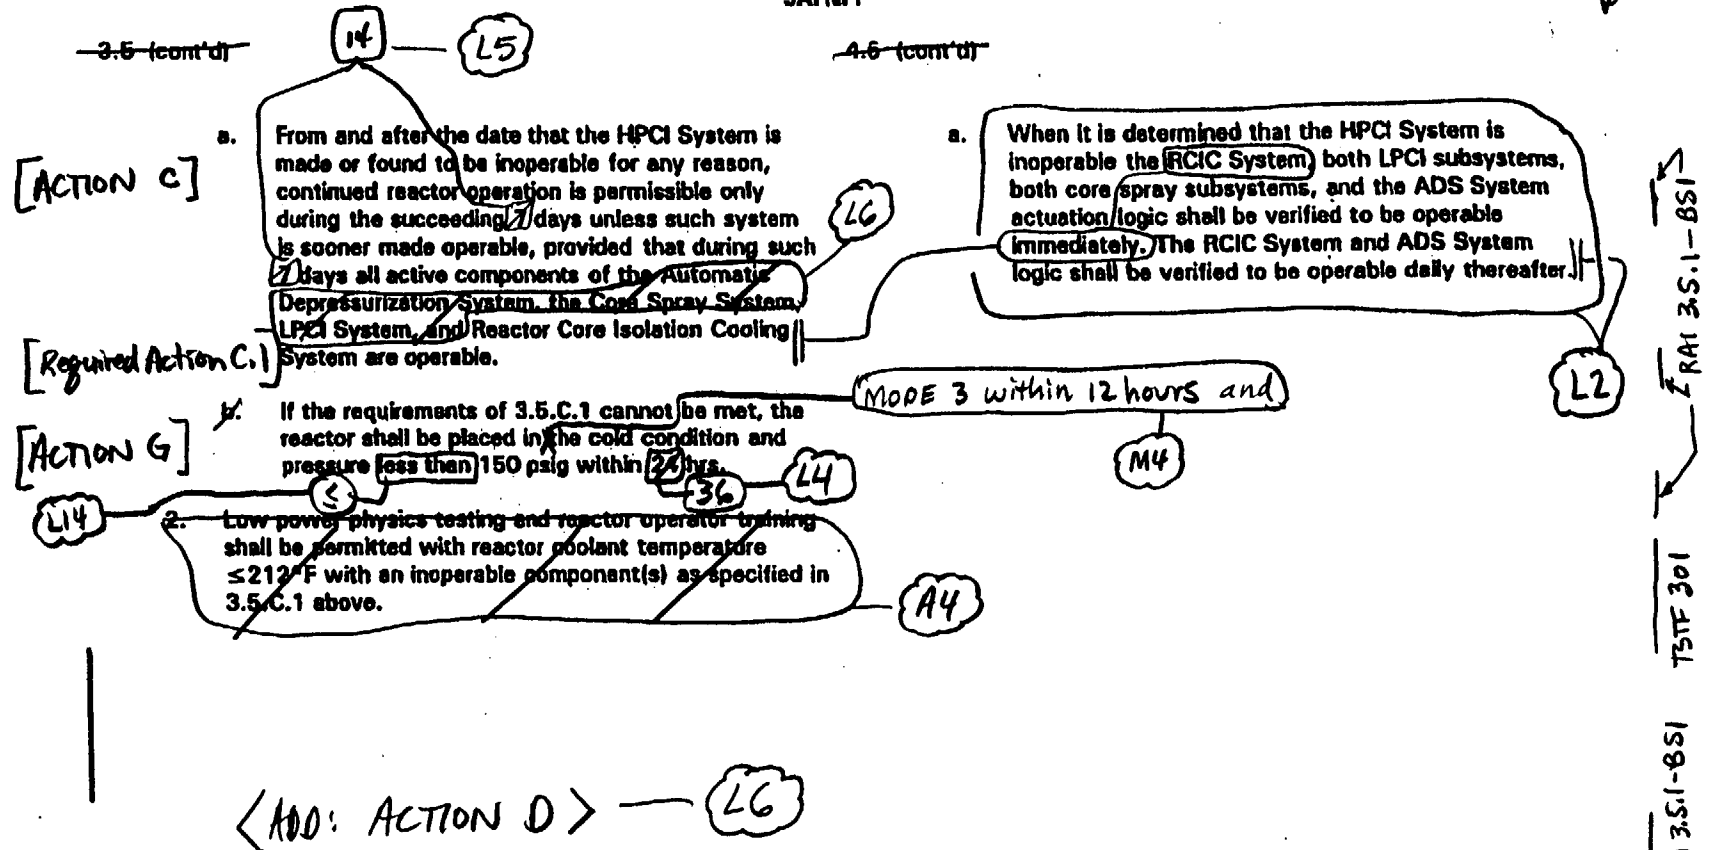 3.5 (cont'd)
14
L5
4.5 (cont'd)
[ACTION C]
a. From and after the date that the HPCI System is
made or found to be inoperable for any reason,
continued reactor operation is permissible only
during the succeeding 7 days unless such system
is sooner made operable, provided that during such
7 days all active components of the Automatic
Depressurization System, the Core Spray System,
LPCI System, and Reactor Core Isolation Cooling
System are operable.
L6
[Required Action C.1]
a. When it is determined that the HPCI System is
inoperable the RCIC System, both LPCI subsystems,
both core spray subsystems, and the ADS System
actuation logic shall be verified to be operable
immediately. The RCIC System and ADS System
logic shall be verified to be operable daily thereafter.
L2
[ACTION G]
b. If the requirements of 3.5.C.1 cannot be met, the
reactor shall be placed in the cold condition and
pressure less than 150 psig within 24 hrs.
MODE 3 within 12 hours and
M4
≤
36
L4
L14
2. Low power physics testing and reactor operator training
shall be permitted with reactor coolant temperature
≤212°F with an inoperable component(s) as specified in
3.5.C.1 above.
A4
<ADD: ACTION D>
L6
RAI 3.5.1-BSI
TSTF 301
3.5.1-BSI